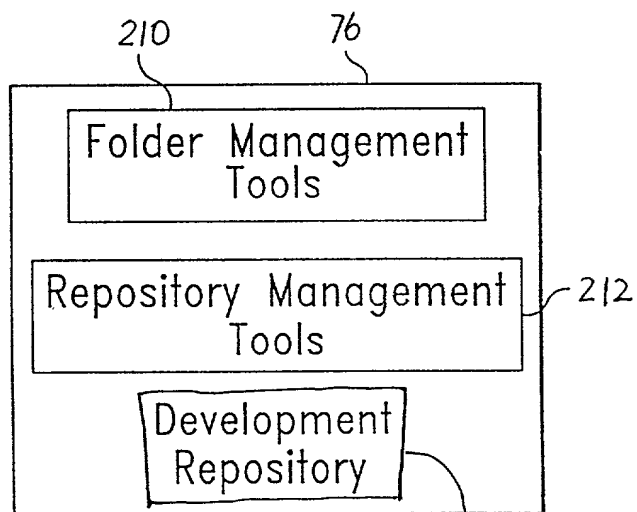 210
76
Folder Management
Tools
Repository Management
Tools
212
Development
Repository